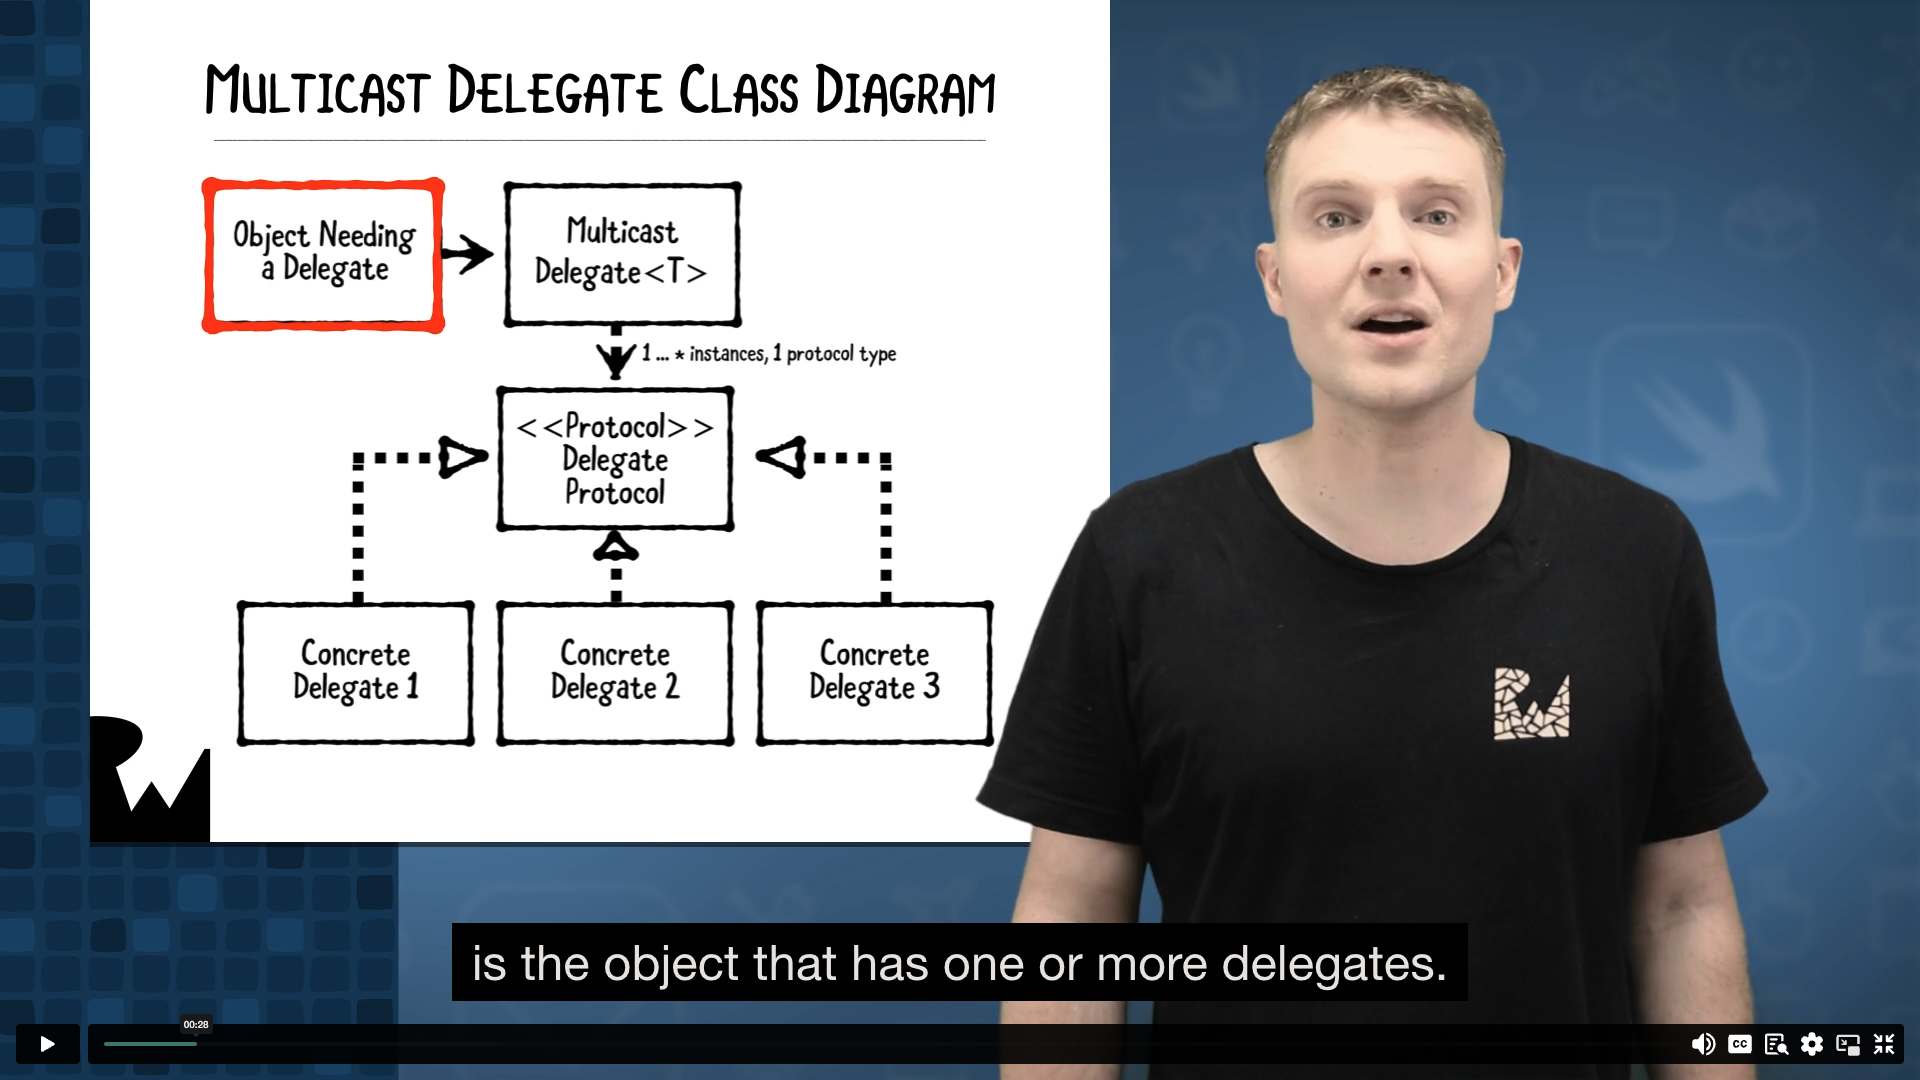 MULTICAST DELEGATE CLASS DIAGRAM
Object Needing
a Delegate
Multicast
Delegate<T>
1 ... * instances, 1 protocol type
<<Protocol>>
Delegate
Protocol
Concrete
Delegate 1
Concrete
Delegate 2
Concrete
Delegate 3
RW
RW
is the object that has one or more delegates.
00:28
CC